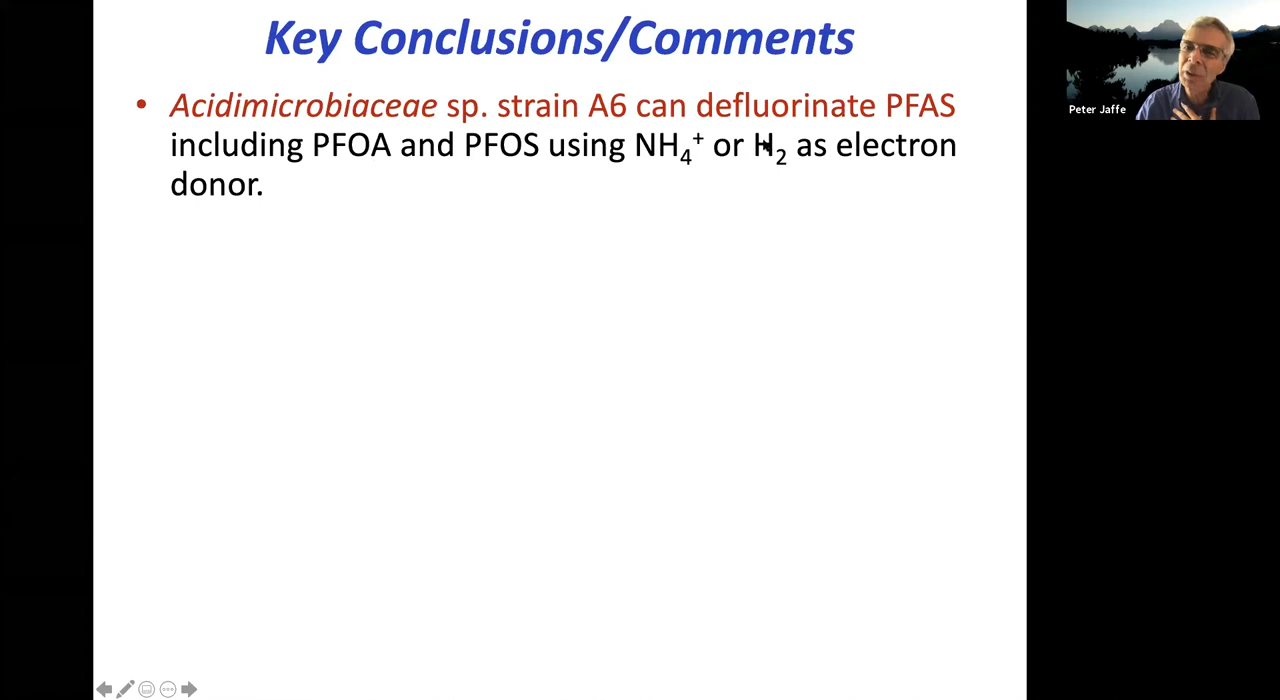 Key Conclusions/Comments
• Acidimicrobiaceae sp. strain A6 can defluorinate PFAS
including PFOA and PFOS using NH₄⁺ or H₂ as electron
donor.
Peter Jaffe